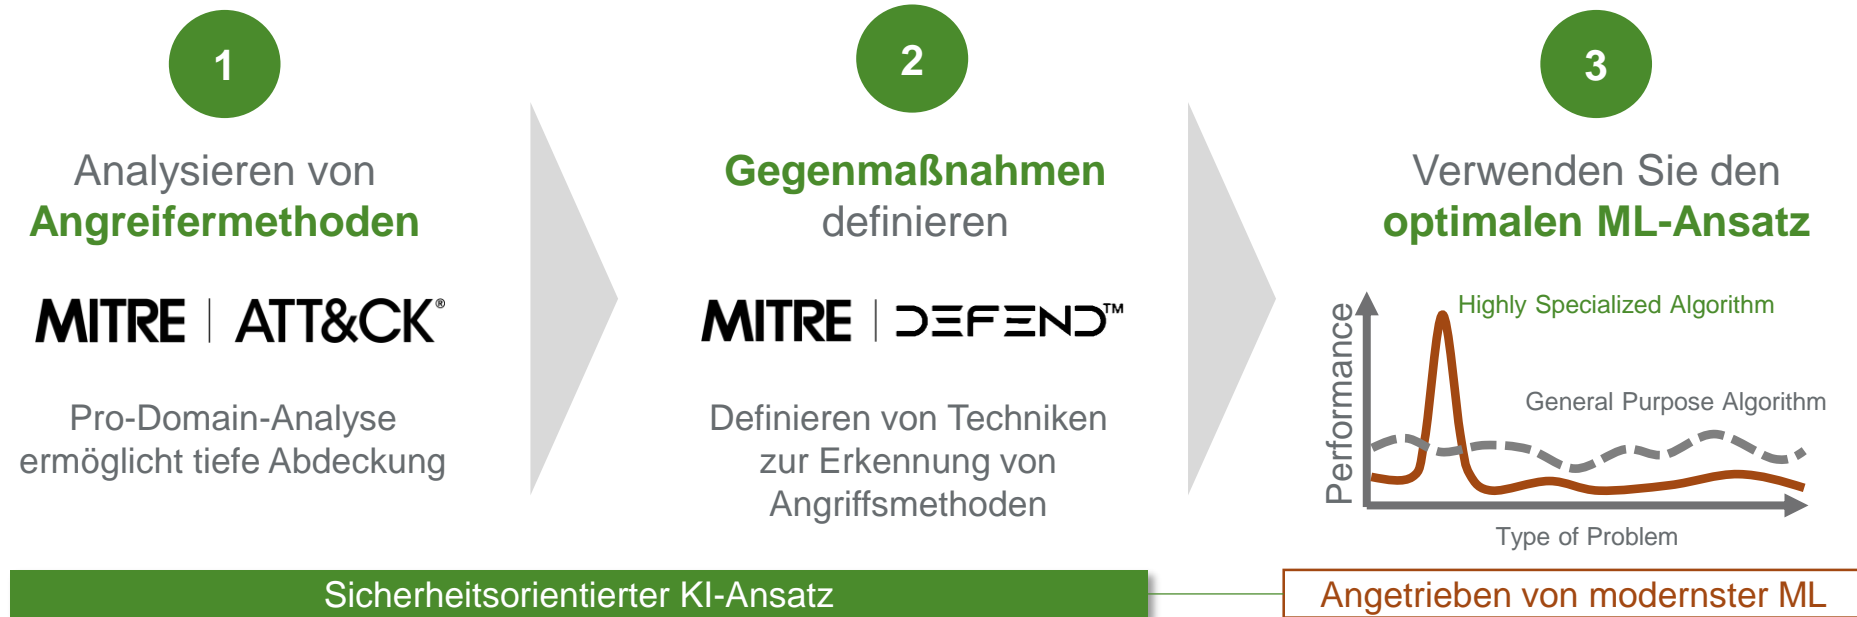 1
Analysieren von
Angreifermethoden
MITRE | ATT&CK®
Pro-Domain-Analyse
ermöglicht tiefe Abdeckung
2
Gegenmaßnahmen
definieren
MITRE | DEFEND™
Definieren von Techniken
zur Erkennung von
Angriffsmethoden
3
Verwenden Sie den
optimalen ML-Ansatz
Highly Specialized Algorithm
General Purpose Algorithm
Performance
Type of Problem
Sicherheitsorientierter KI-Ansatz
Angetrieben von modernster ML